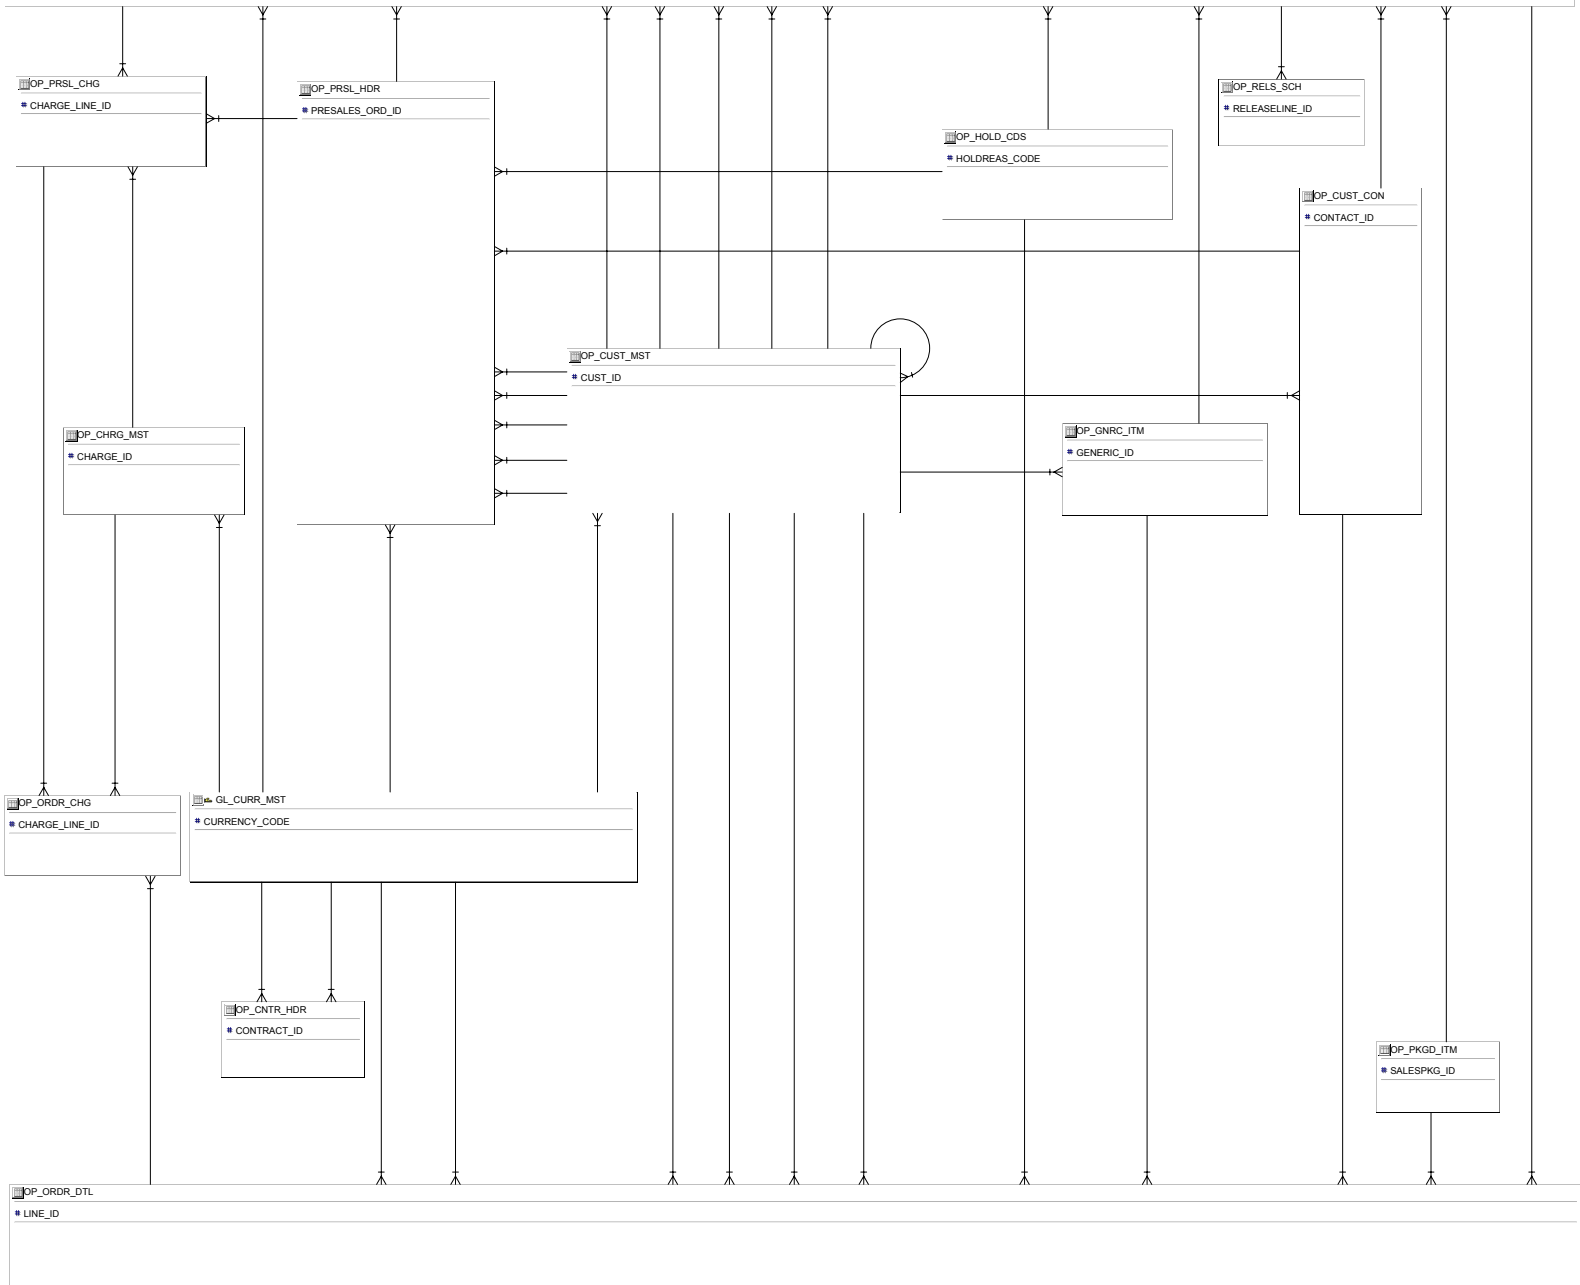 OP_PRSL_CHG
# CHARGE_LINE_ID
OP_PRSL_HDR
# PRESALES_ORD_ID
OP_RELS_SCH
# RELEASELINE_ID
OP_HOLD_CDS
# HOLDREAS_CODE
OP_CUST_CON
# CONTACT_ID
OP_CUST_MST
# CUST_ID
OP_CHRG_MST
# CHARGE_ID
OP_GNRC_ITM
# GENERIC_ID
OP_ORDR_CHG
# CHARGE_LINE_ID
GL_CURR_MST
# CURRENCY_CODE
OP_CNTR_HDR
# CONTRACT_ID
OP_PKGD_ITM
# SALESPKG_ID
OP_ORDR_DTL
# LINE_ID